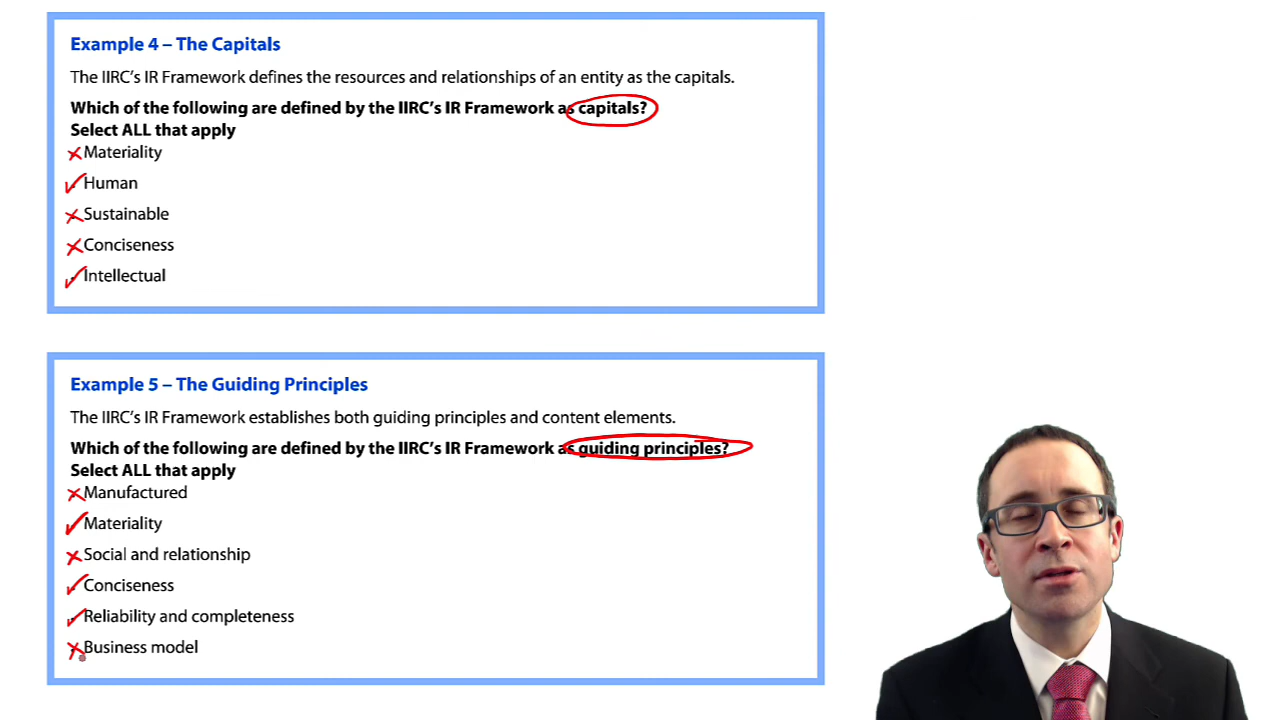 Example 4 – The Capitals
The IIRC's IR Framework defines the resources and relationships of an entity as the capitals.
Which of the following are defined by the IIRC's IR Framework as capitals?
Select ALL that apply
Materiality
Human
Sustainable
Conciseness
Intellectual
Example 5 – The Guiding Principles
The IIRC's IR Framework establishes both guiding principles and content elements.
Which of the following are defined by the IIRC's IR Framework as guiding principles?
Select ALL that apply
Manufactured
Materiality
Social and relationship
Conciseness
Reliability and completeness
Business model